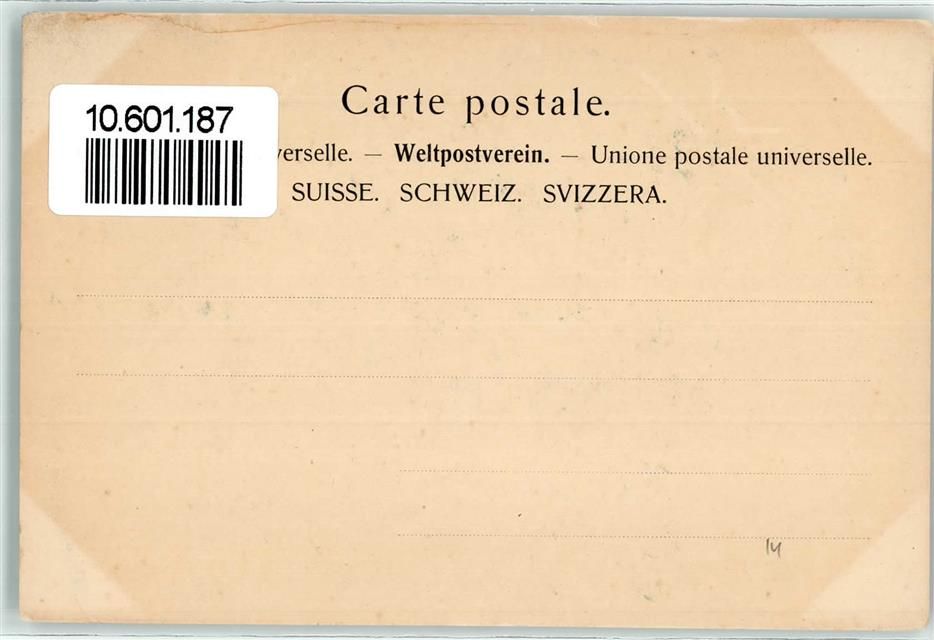 Carte postale.
10.601.187
verselle. — Weltpostverein. — Unione postale universelle.
SUISSE. SCHWEIZ. SVIZZERA.
14